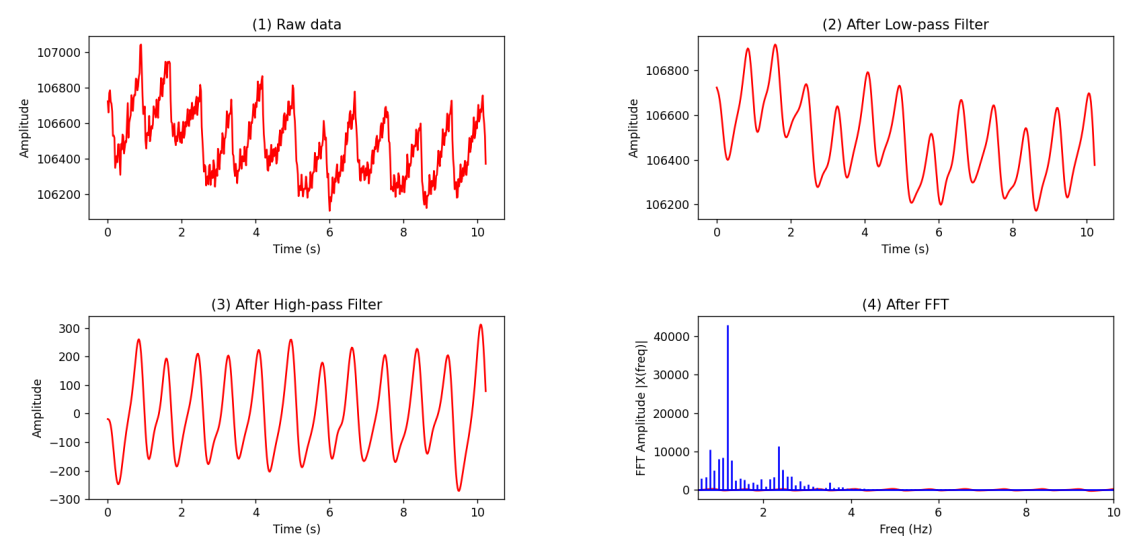 (1) Raw data
107000
106800
106600
106400
106200
Amplitude
0 2 4 6 8 10
Time (s)
(2) After Low-pass Filter
106800
106600
106400
106200
Amplitude
0 2 4 6 8 10
Time (s)
(3) After High-pass Filter
300
200
100
0
−100
−200
−300
Amplitude
0 2 4 6 8 10
Time (s)
(4) After FFT
40000
30000
20000
10000
0
FFT Amplitude |X(freq)|
2 4 6 8 10
Freq (Hz)